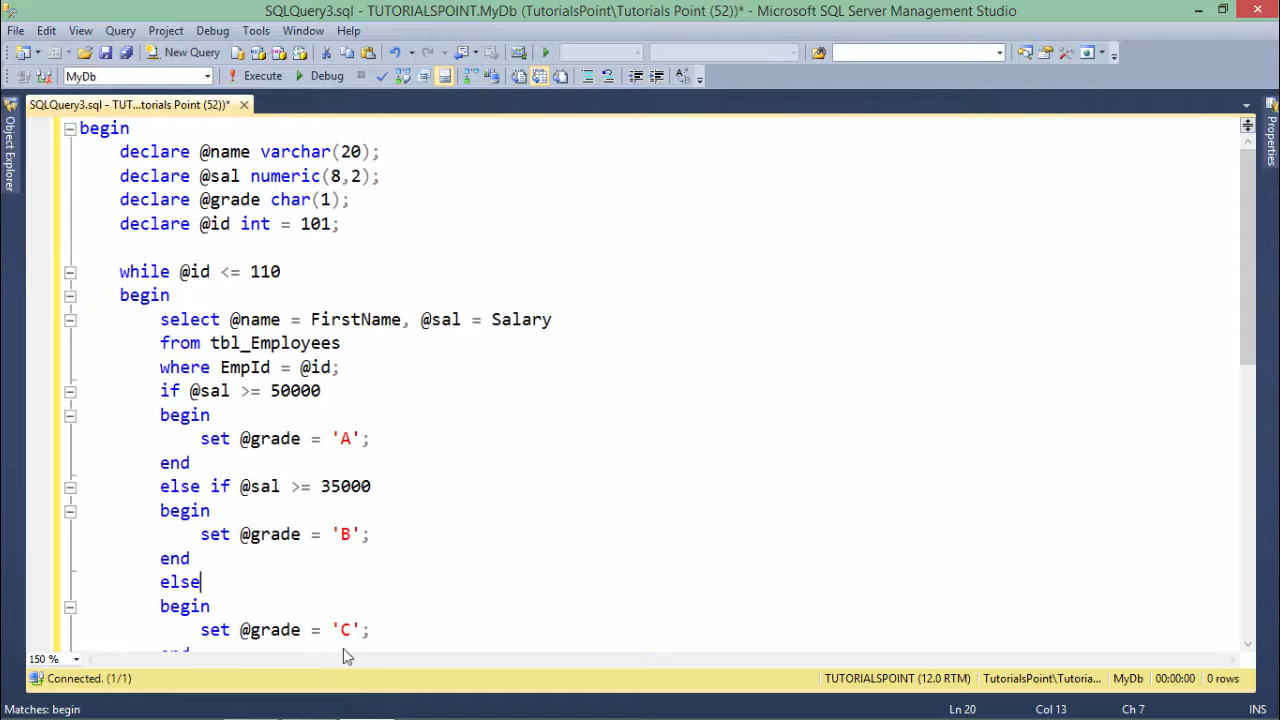 SQLQuery3.sql - TUTORIALSPOINT.MyDb (TutorialsPoint\Tutorials Point (52))* - Microsoft SQL Server Management Studio
File Edit View Query Project Debug Tools Window Help
New Query
MyDb Execute Debug
SQLQuery3.sql - TUT...torials Point (52))*
Object Explorer
Properties
begin
declare @name varchar(20);
declare @sal numeric(8,2);
declare @grade char(1);
declare @id int = 101;
while @id <= 110
begin
select @name = FirstName, @sal = Salary
from tbl_Employees
where EmpId = @id;
if @sal >= 50000
begin
set @grade = 'A';
end
else if @sal >= 35000
begin
set @grade = 'B';
end
else
begin
set @grade = 'C';
150 %
Connected. (1/1) TUTORIALSPOINT (12.0 RTM) TutorialsPoint\Tutoria... MyDb 00:00:00 0 rows
Matches: begin Ln 20 Col 13 Ch 7 INS